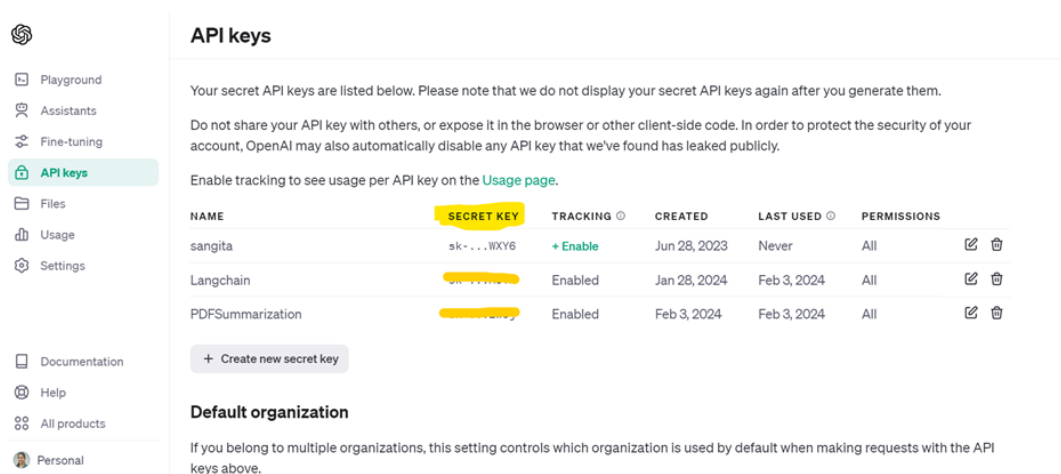 API keys
Playground
Assistants
Fine-tuning
API keys
Files
Usage
Settings
Documentation
Help
All products
Personal
Your secret API keys are listed below. Please note that we do not display your secret API keys again after you generate them.
Do not share your API key with others, or expose it in the browser or other client-side code. In order to protect the security of your
account, OpenAI may also automatically disable any API key that we've found has leaked publicly.
Enable tracking to see usage per API key on the Usage page.
NAME SECRET KEY TRACKING CREATED LAST USED PERMISSIONS
sangita sk-...WXY6 + Enable Jun 28, 2023 Never All
Langchain Enabled Jan 28, 2024 Feb 3, 2024 All
PDFSummarization Enabled Feb 3, 2024 Feb 3, 2024 All
+ Create new secret key
Default organization
If you belong to multiple organizations, this setting controls which organization is used by default when making requests with the API
keys above.